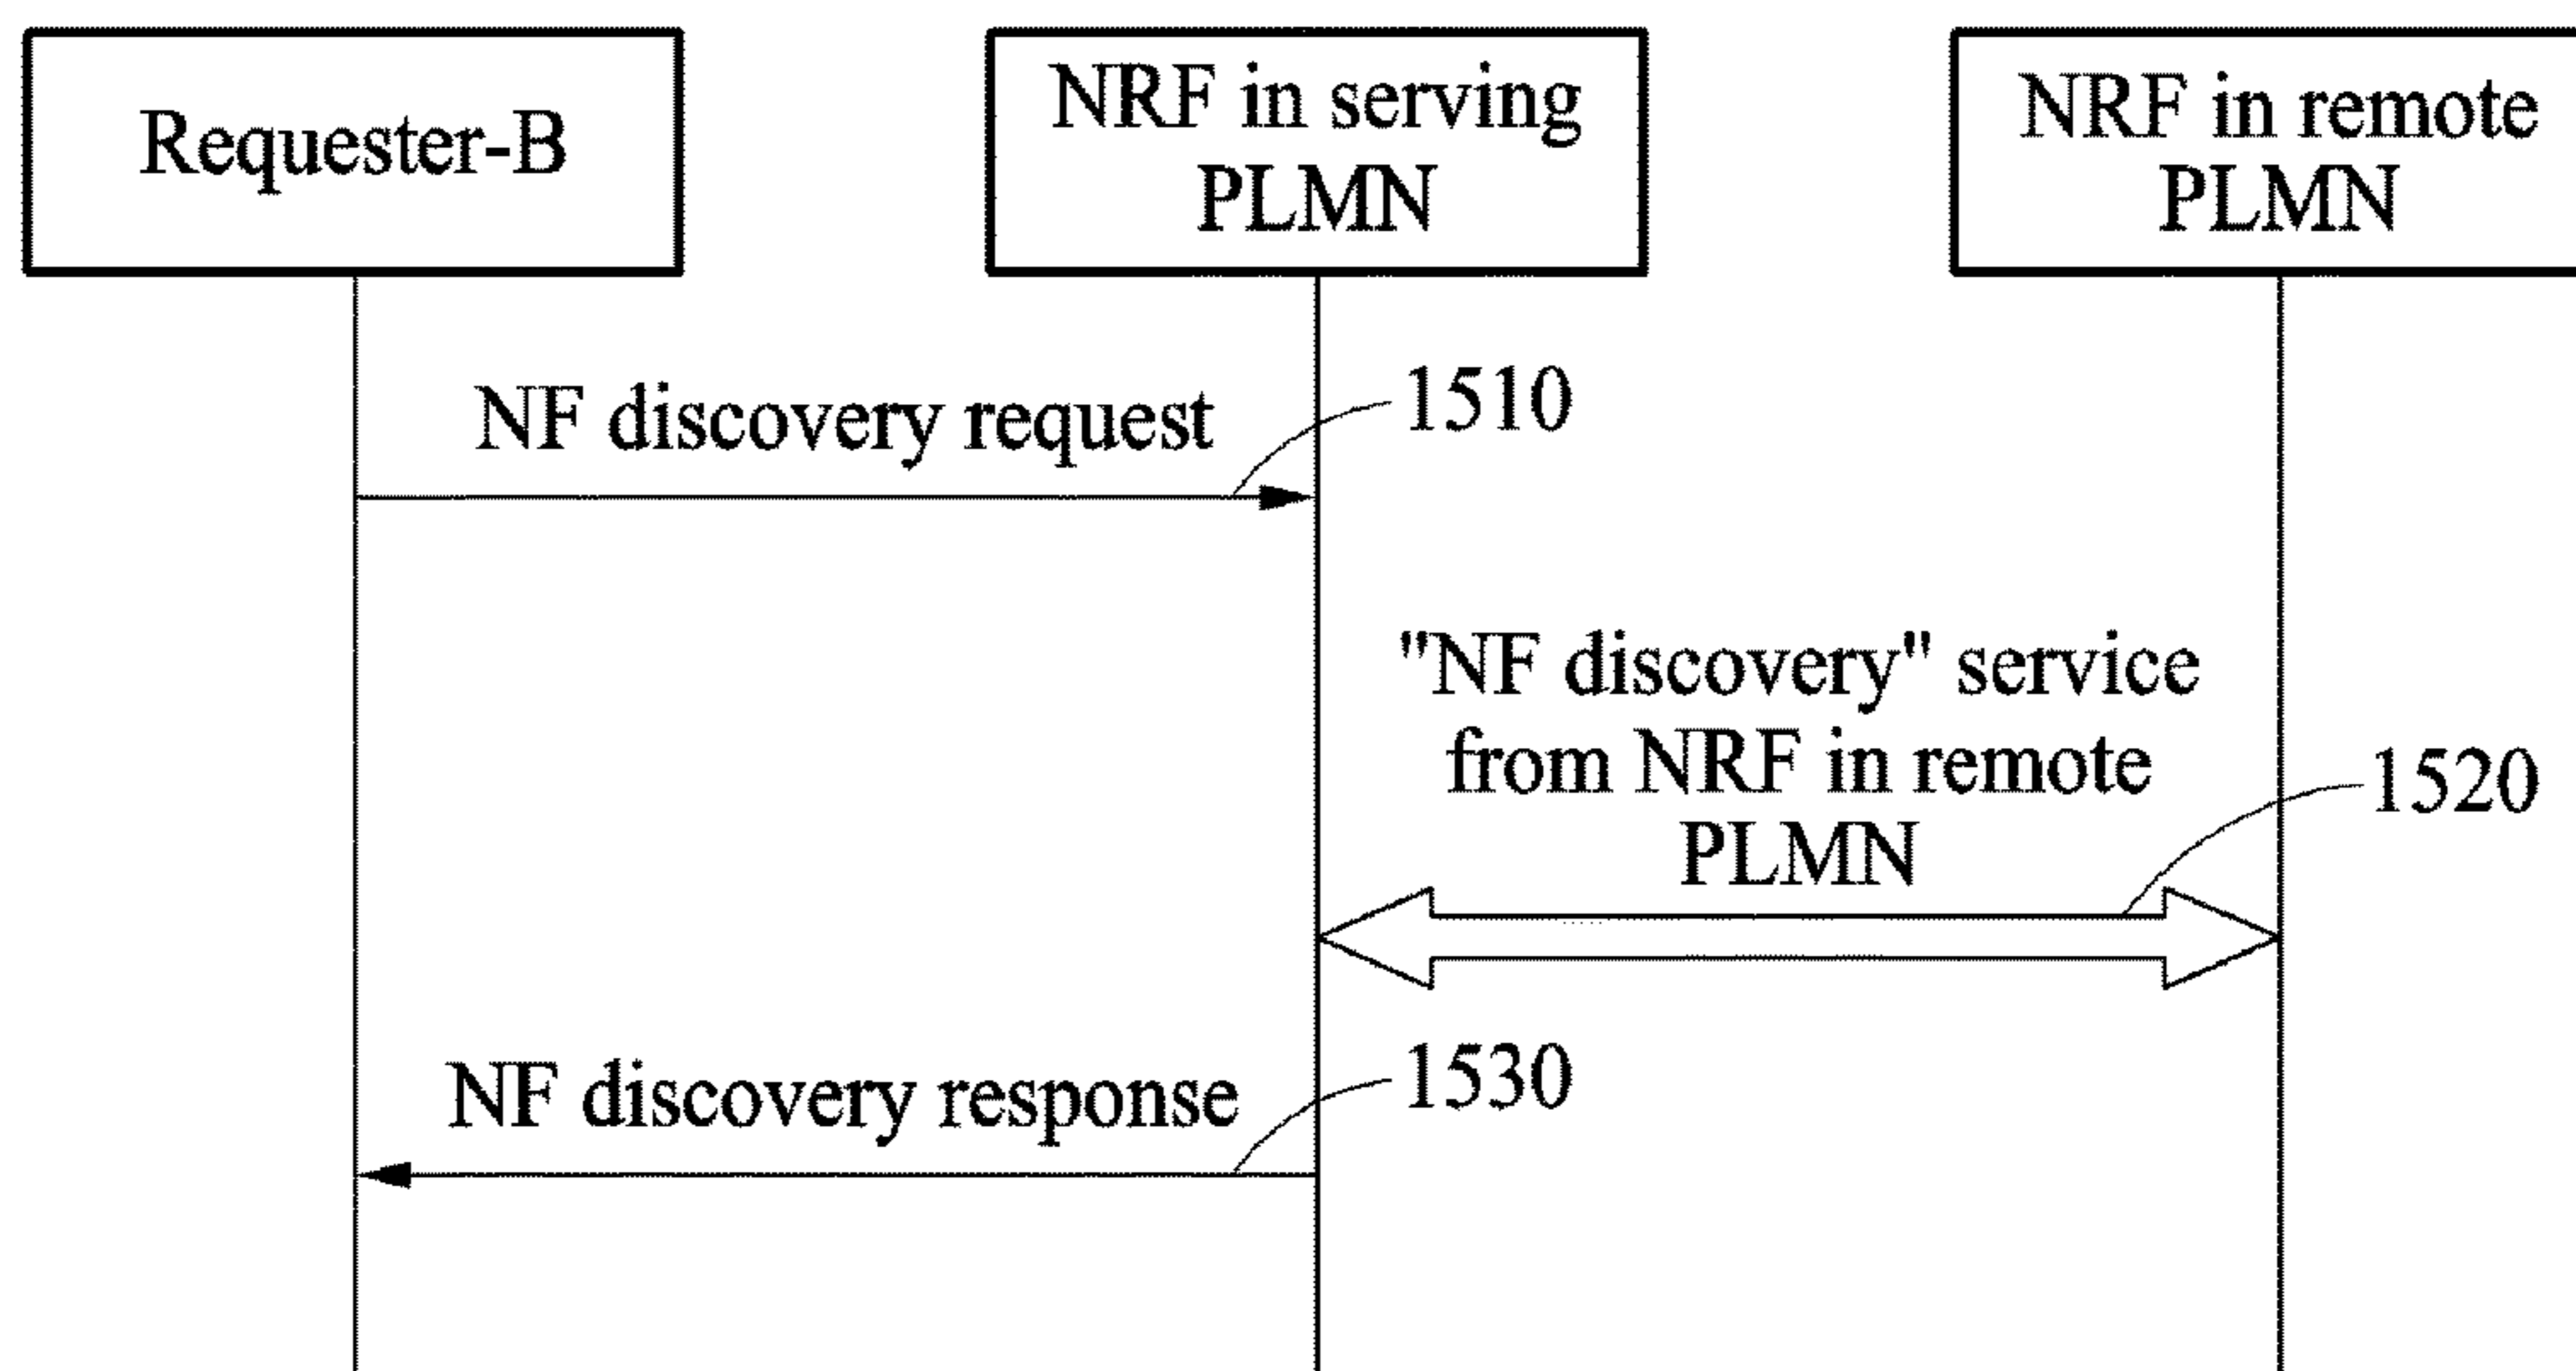 Requester-B
NRF in serving
PLMN
NRF in remote
PLMN
NF discovery request
1510
"NF discovery" service
from NRF in remote
PLMN
1520
NF discovery response
1530